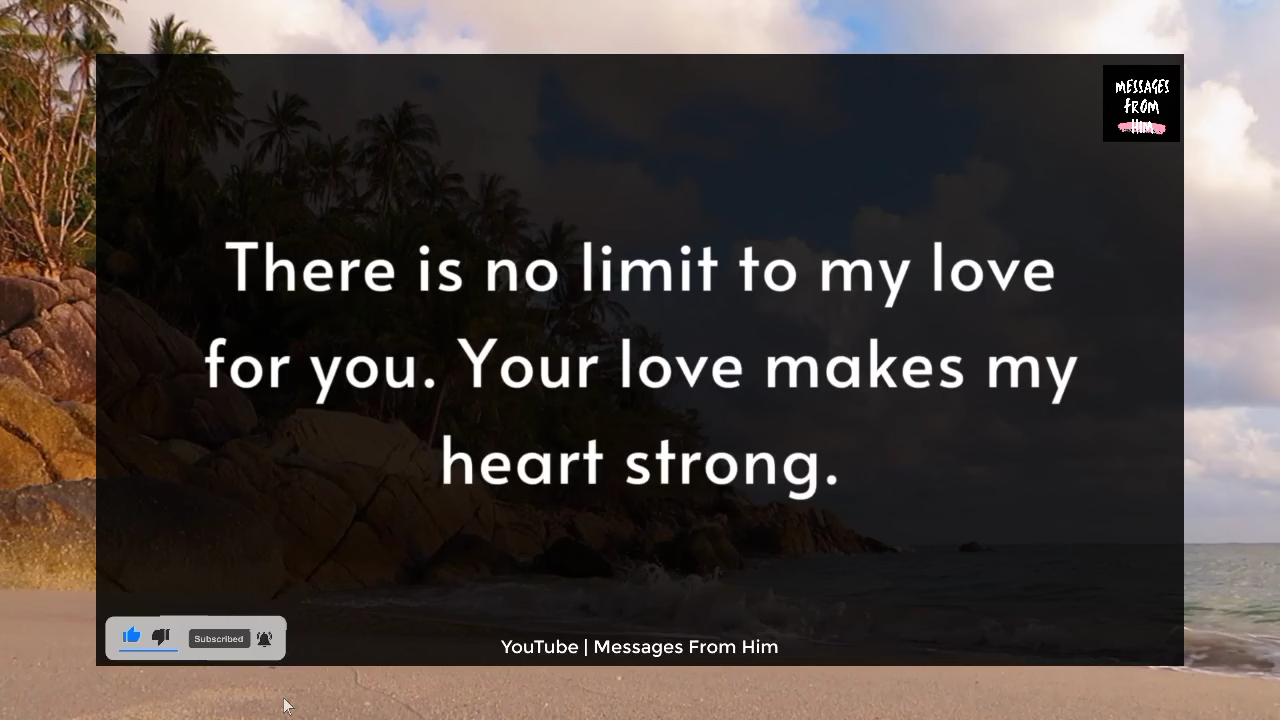 MESSAGES
FROM
HIM
There is no limit to my love
for you. Your love makes my
heart strong.
Subscribed
YouTube | Messages From Him